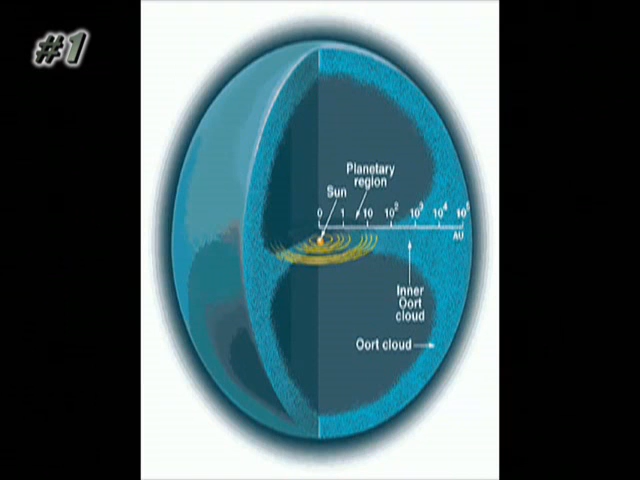 #1
Planetary
region
Sun
0 1 10 10² 10³ 10⁴ 10⁵
AU
Inner
Oort
cloud
Oort cloud